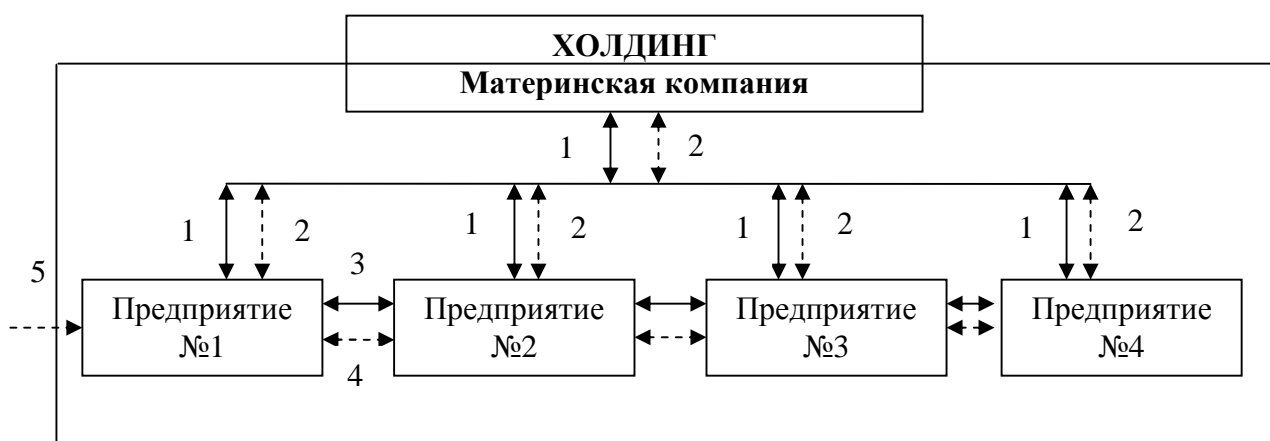 ХОЛДИНГ
Материнская компания
1 2
1 2 1 2 1 2 1 2
5 3
Предприятие №1
Предприятие №2
Предприятие №3
Предприятие №4
4